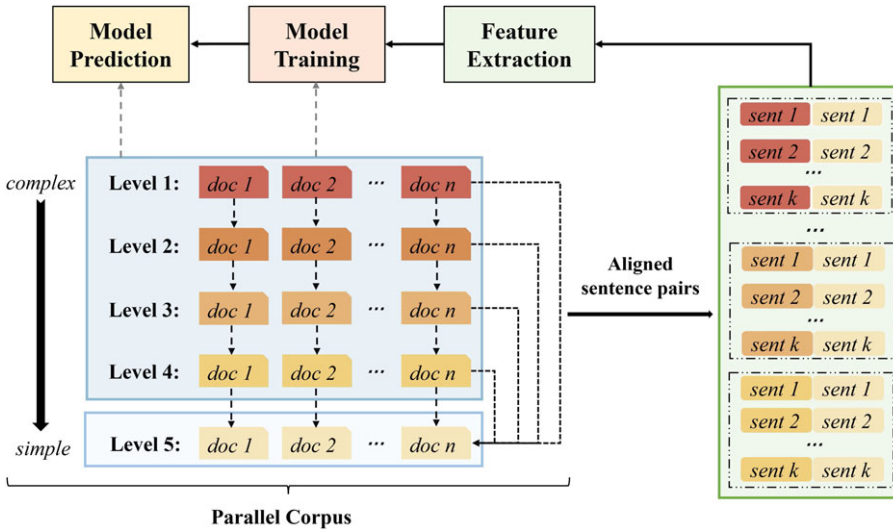 Model
Prediction
Model
Training
Feature
Extraction
complex
simple
Level 1: doc 1 doc 2 ... doc n
Level 2: doc 1 doc 2 ... doc n
Level 3: doc 1 doc 2 ... doc n
Level 4: doc 1 doc 2 ... doc n
Level 5: doc 1 doc 2 ... doc n
Parallel Corpus
Aligned
sentence pairs
sent 1 sent 1
sent 2 sent 2
...
sent k sent k
...
sent 1 sent 1
sent 2 sent 2
...
sent k sent k
sent 1 sent 1
sent 2 sent 2
...
sent k sent k